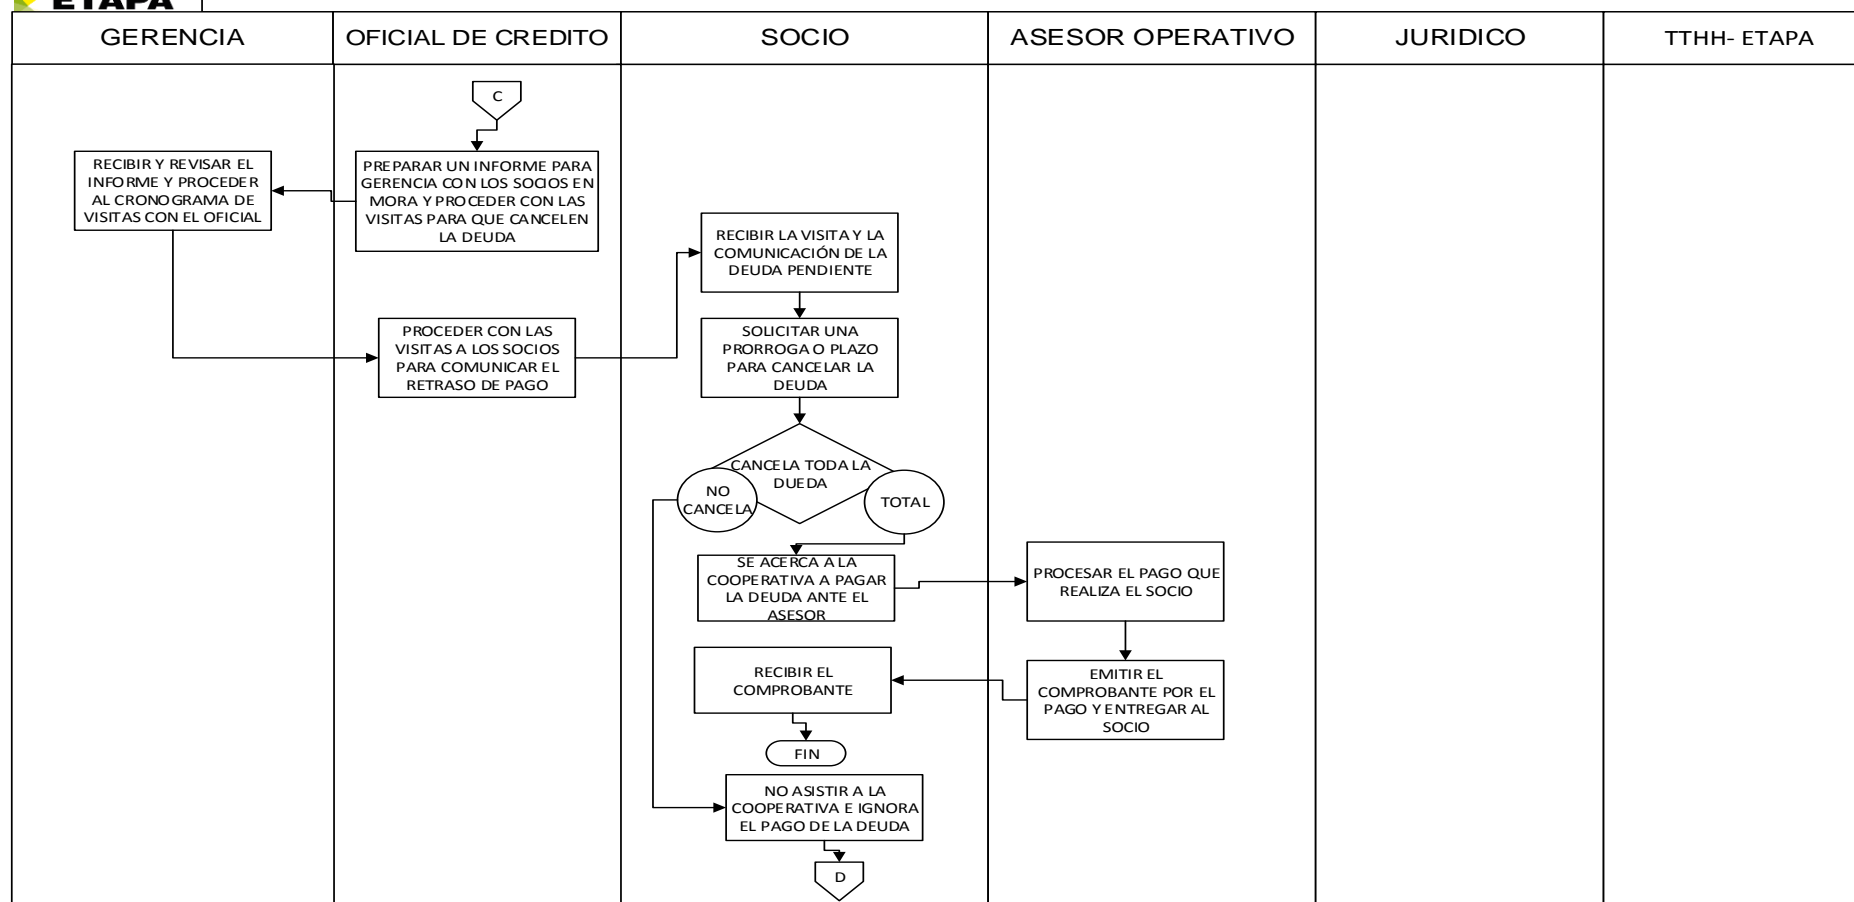 ETAPA
GERENCIA
OFICIAL DE CREDITO
SOCIO
ASESOR OPERATIVO
JURIDICO
TTHH- ETAPA
C
RECIBIR Y REVISAR EL
INFORME Y PROCEDER
AL CRONOGRAMA DE
VISITAS CON EL OFICIAL
PREPARAR UN INFORME PARA
GERENCIA CON LOS SOCIOS EN
MORA Y PROCEDER CON LAS
VISITAS PARA QUE CANCELEN
LA DEUDA
RECIBIR LA VISITA Y LA
COMUNICACIÓN DE LA
DEUDA PENDIENTE
PROCEDER CON LAS
VISITAS A LOS SOCIOS
PARA COMUNICAR EL
RETRASO DE PAGO
SOLICITAR UNA
PRORROGA O PLAZO
PARA CANCELAR LA
DEUDA
CANCELA TODA LA
DUEDA
NO
CANCELA
TOTAL
SE ACERCA A LA
COOPERATIVA A PAGAR
LA DEUDA ANTE EL
ASESOR
PROCESAR EL PAGO QUE
REALIZA EL SOCIO
RECIBIR EL
COMPROBANTE
EMITIR EL
COMPROBANTE POR EL
PAGO Y ENTREGAR AL
SOCIO
FIN
NO ASISTIR A LA
COOPERATIVA E IGNORA
EL PAGO DE LA DEUDA
D